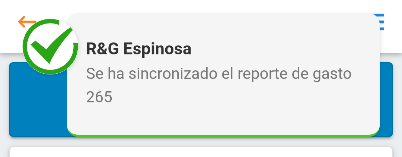 R&G Espinosa
Se ha sincronizado el reporte de gasto
265